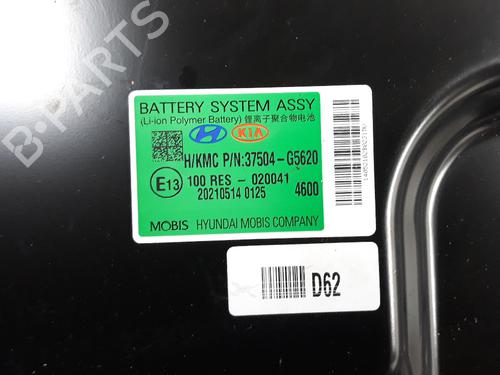 BATTERY SYSTEM ASSY
(Li-ion Polymer Battery) 锂离子聚合物电池
HYUNDAI KIA
H/KMC P/N:37504-G5620
E13 100 RES - 020041
20210514 0125 4600
MOBIS HYUNDAI MOBIS COMPANY
D62
B-PARTS